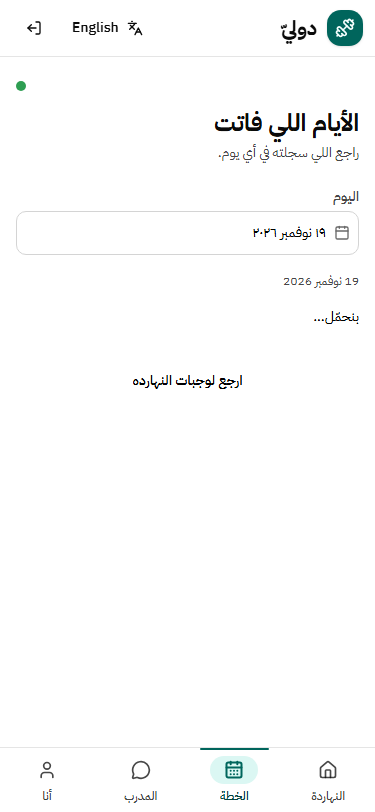 دوليّ
English
الأيام اللي فاتت
راجع اللي سجلته في أي يوم.
اليوم
١٩ نوفمبر ٢٠٢٦
19 نوفمبر 2026
بنحمّل...
ارجع لوجبات النهارده
النهاردة
الخطة
المدرب
أنا